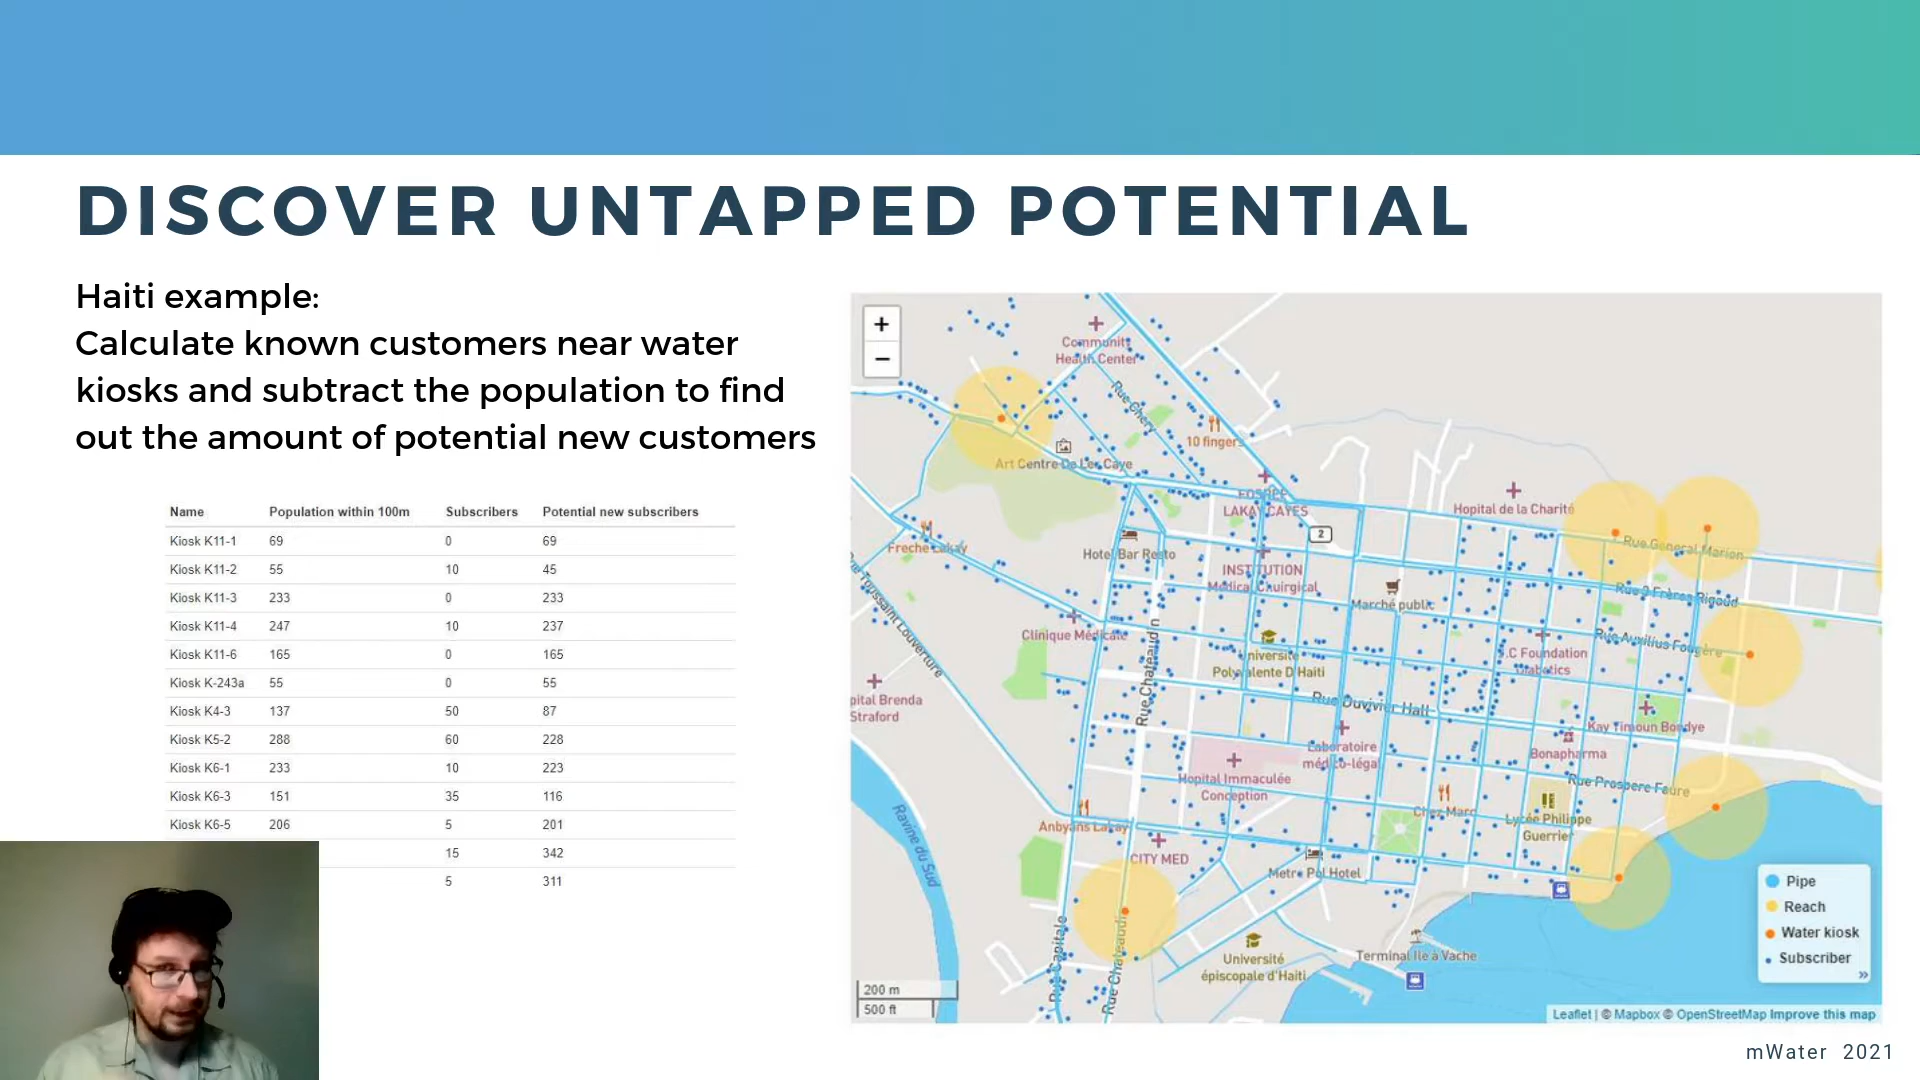 DISCOVER UNTAPPED POTENTIAL
Haiti example:
Calculate known customers near water
kiosks and subtract the population to find
out the amount of potential new customers
Name Population within 100m Subscribers Potential new subscribers
Kiosk K11-1 69 0 69
Kiosk K11-2 55 10 45
Kiosk K11-3 233 0 233
Kiosk K11-4 247 10 237
Kiosk K11-6 165 0 165
Kiosk K-243a 55 0 55
Kiosk K4-3 137 50 87
Kiosk K5-2 288 60 228
Kiosk K6-1 233 10 223
Kiosk K6-3 151 35 116
Kiosk K6-5 206 5 201
15 342
5 311
+
−
Community
Health Center
Rue Chery
10 fingers
Art Centre De Les Caye
LAKAY CAYES
2
Hopital de la Charité
Rue General Marion
Freche Lakay
Hotel Bar Resto
INSTITUTION
Médical Chuirgical
Marché public
Rue 3 Frères Rigaud
Rue Toussaint Louverture
Clinique Médicale
Rue Auxilius Fougère
Université
Polyvalente D'Haiti
S.C Foundation
Diabetics
pital Brenda
Straford
Rue Duvivier Hall
Kay Timoun Bondye
Laboratoire
médico-légal
Bonapharma
Hopital Immaculée
Conception
Rue Prospere Faure
Ravine du Sud
Anbyans Lakay
Chez Marc
Lycée Philippe
Guerrier
CITY MED
Metro Pol Hotel
Rue Capitale
Université
épiscopale d'Haiti
Terminal Ile à Vache
Pipe
Reach
Water kiosk
Subscriber
»
200 m
500 ft
Leaflet | © Mapbox © OpenStreetMap Improve this map
mWater 2021